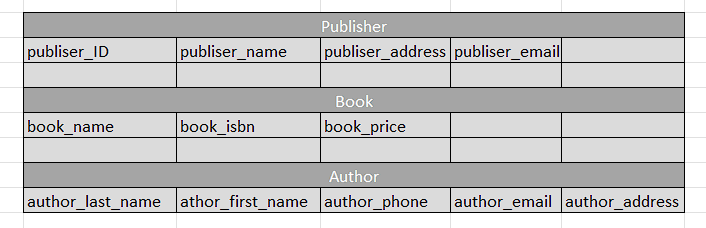 Publisher
publiser_ID publiser_name publiser_address publiser_email
Book
book_name book_isbn book_price
Author
author_last_name athor_first_name author_phone author_email author_address